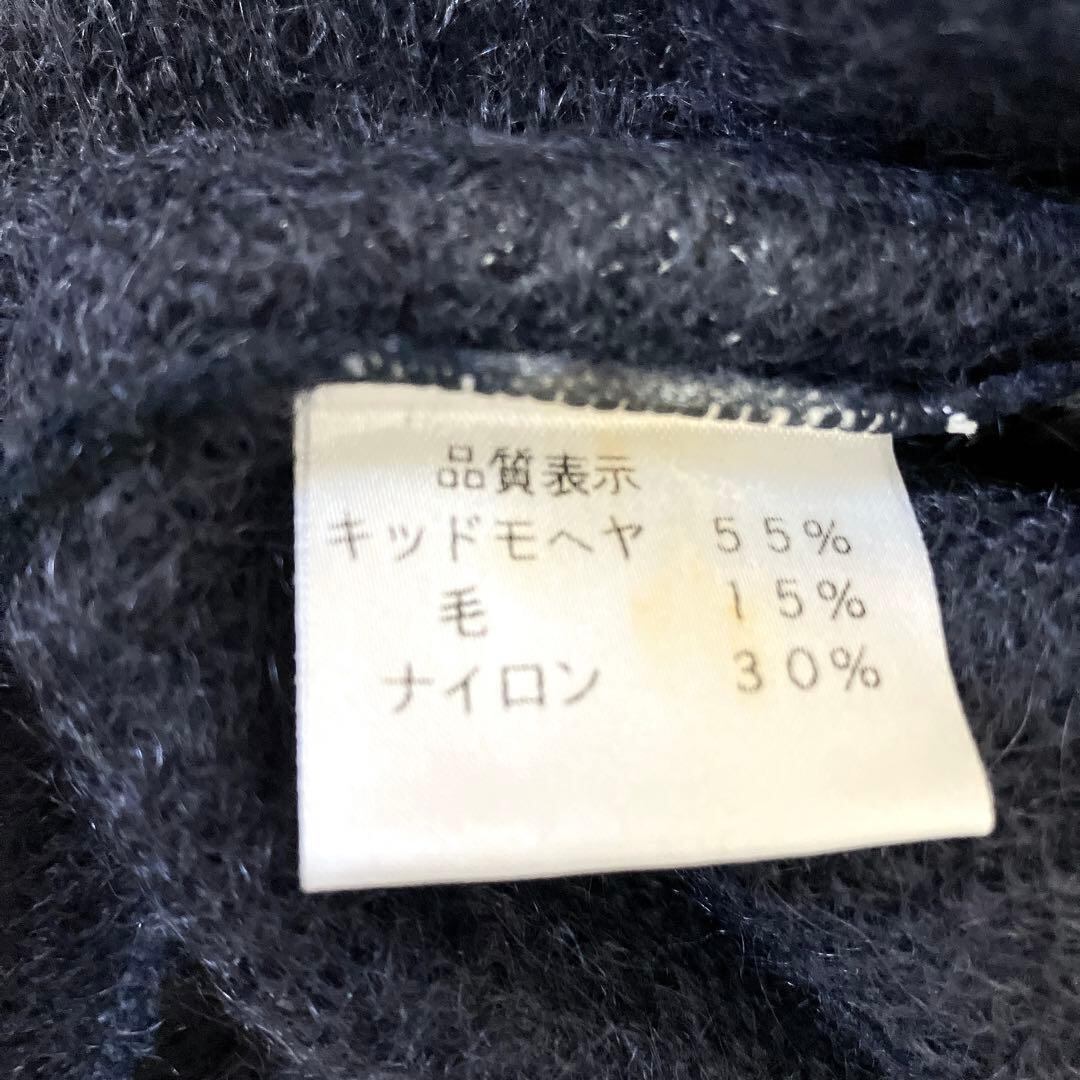 品質表示
キッドモヘヤ 55%
毛 15%
ナイロン 30%